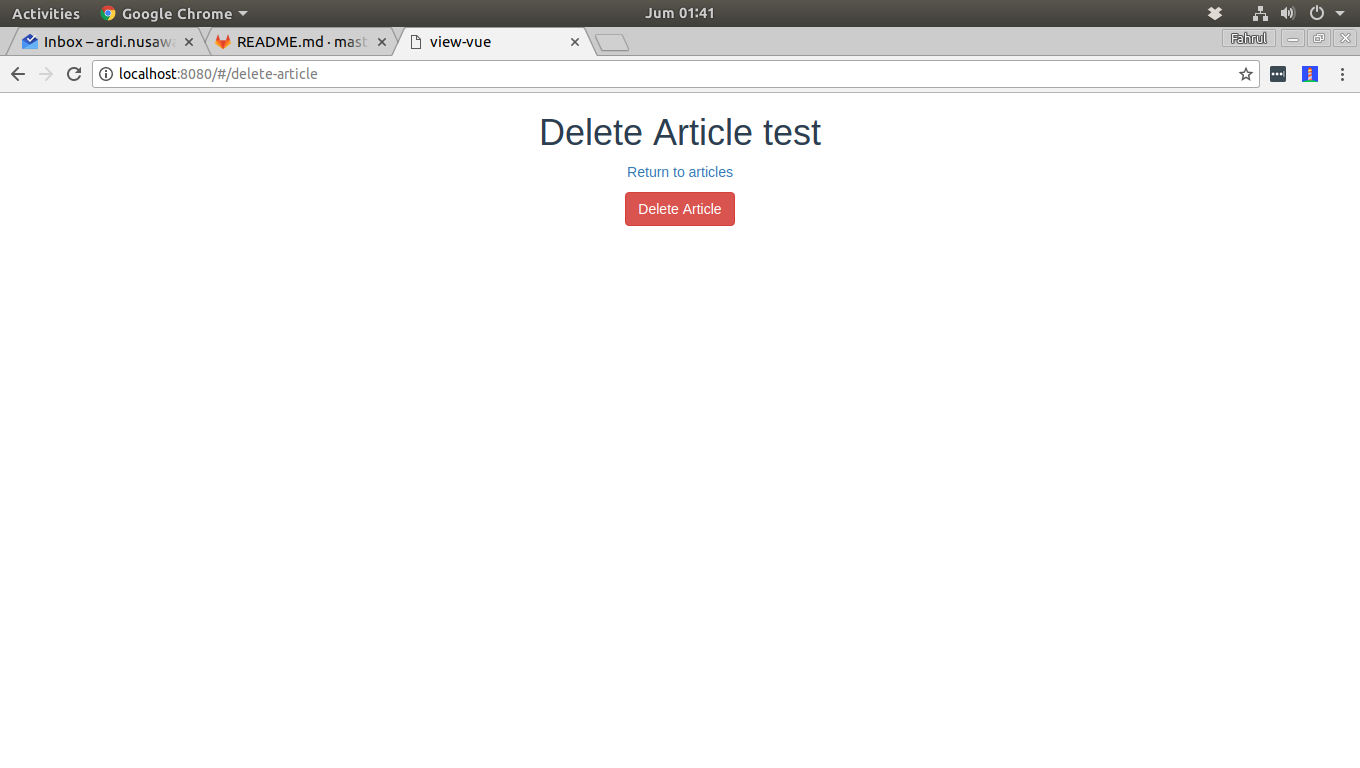 Activities Google Chrome Jum 01:41
Inbox – ardi.nusaw README.md · mast view-vue Fahrul
localhost:8080/#/delete-article
Delete Article test
Return to articles
Delete Article